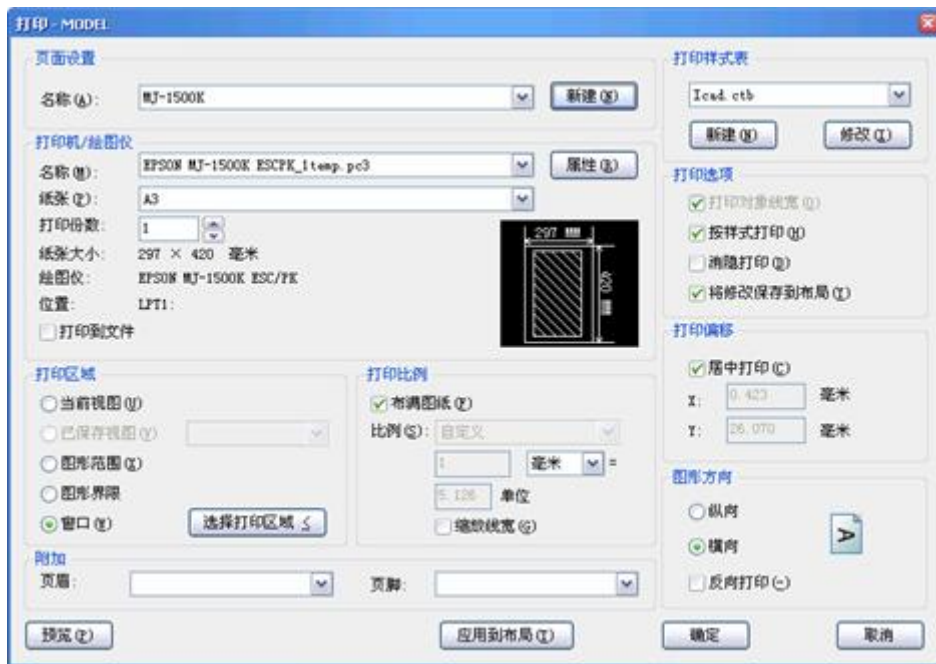 打印 - MODEL
页面设置
名称(A): MJ-1500K 新建(N)
打印机/绘图仪
名称(M): EPSON MJ-1500K ESCPK_1temp.pc3 属性(R)
纸张(P): A3
打印份数: 1
纸张大小: 297 × 420 毫米
绘图仪: EPSON MJ-1500K ESC/PK
位置: LPT1:
打印到文件
297 mm
420 mm
打印区域
当前视图(U)
已保存视图(V)
图形范围(X)
图形界限
窗口(W) 选择打印区域 <
打印比例
布满图纸(F)
比例(S): 自定义
1 毫米 =
5.126 单位
缩放线宽(G)
附加
页眉: 页脚:
打印样式表
Icad.ctb
新建(N) 修改(I)
打印选项
打印对象线宽(O)
按样式打印(H)
消隐打印(D)
将修改保存到布局(T)
打印偏移
居中打印(C)
X: 0.423 毫米
Y: 26.070 毫米
图形方向
纵向
横向
A
反向打印(-)
预览(P) 应用到布局(T) 确定 取消